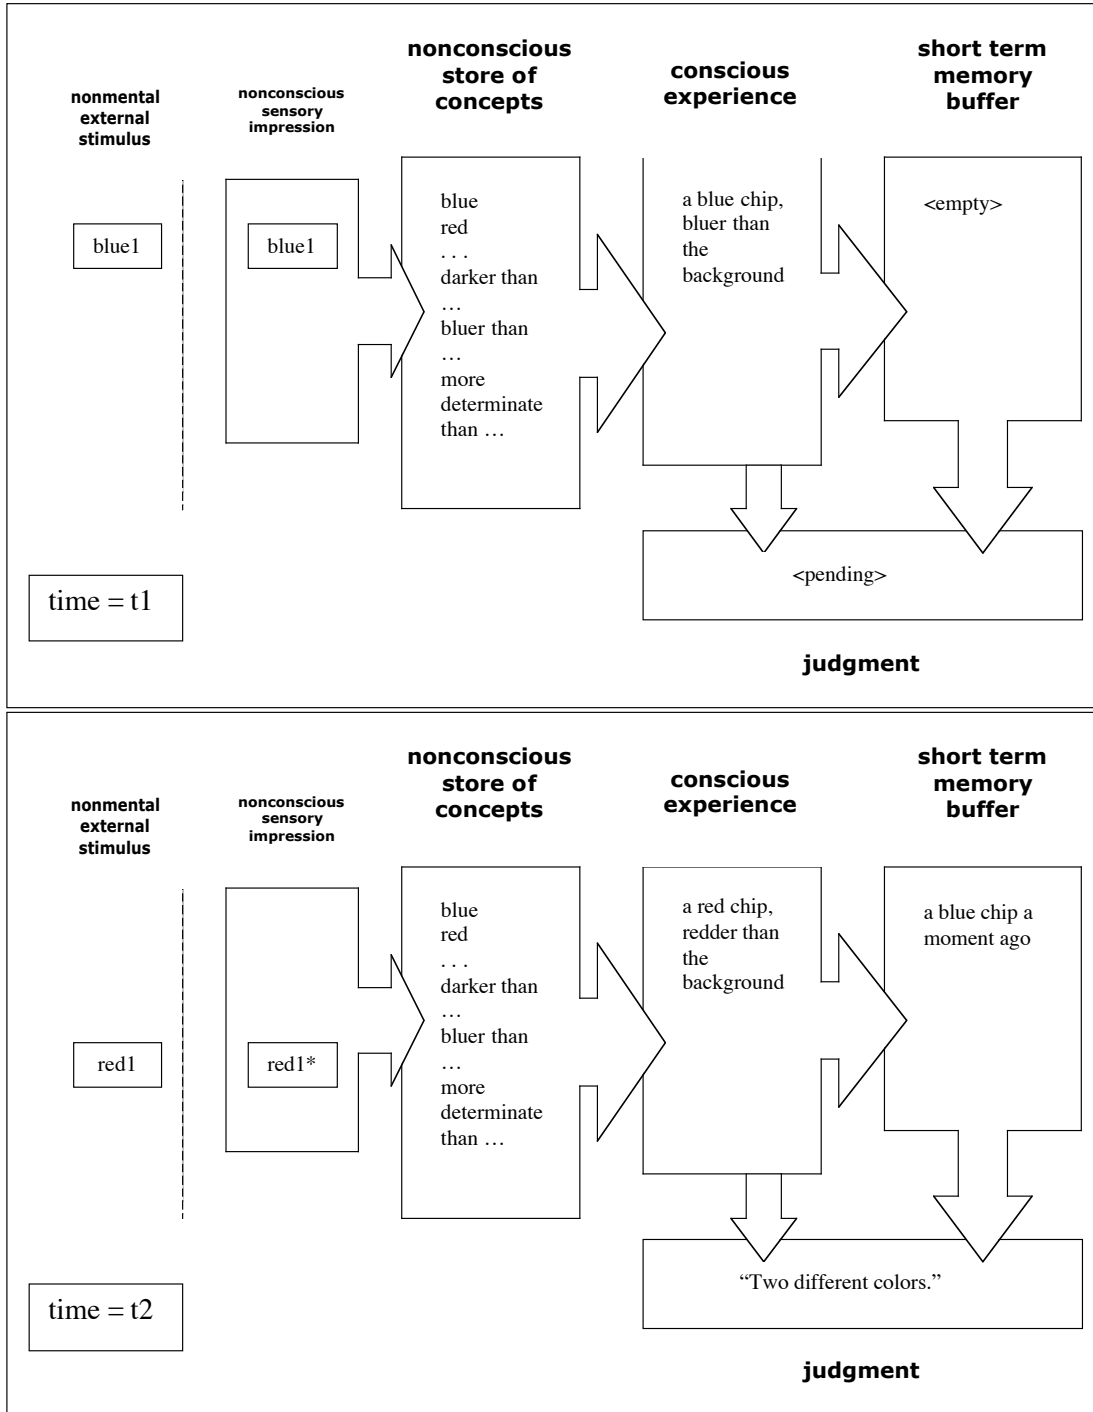 nonmental
external
stimulus
nonconscious
sensory
impression
nonconscious
store of
concepts
conscious
experience
short term
memory
buffer
blue1
blue1
blue
red
. . .
darker than
…
bluer than
…
more
determinate
than …
a blue chip,
bluer than
the
background
<empty>
<pending>
time = t1
judgment
nonmental
external
stimulus
nonconscious
sensory
impression
nonconscious
store of
concepts
conscious
experience
short term
memory
buffer
red1
red1*
blue
red
. . .
darker than
…
bluer than
…
more
determinate
than …
a red chip,
redder than
the
background
a blue chip a
moment ago
“Two different colors.”
time = t2
judgment